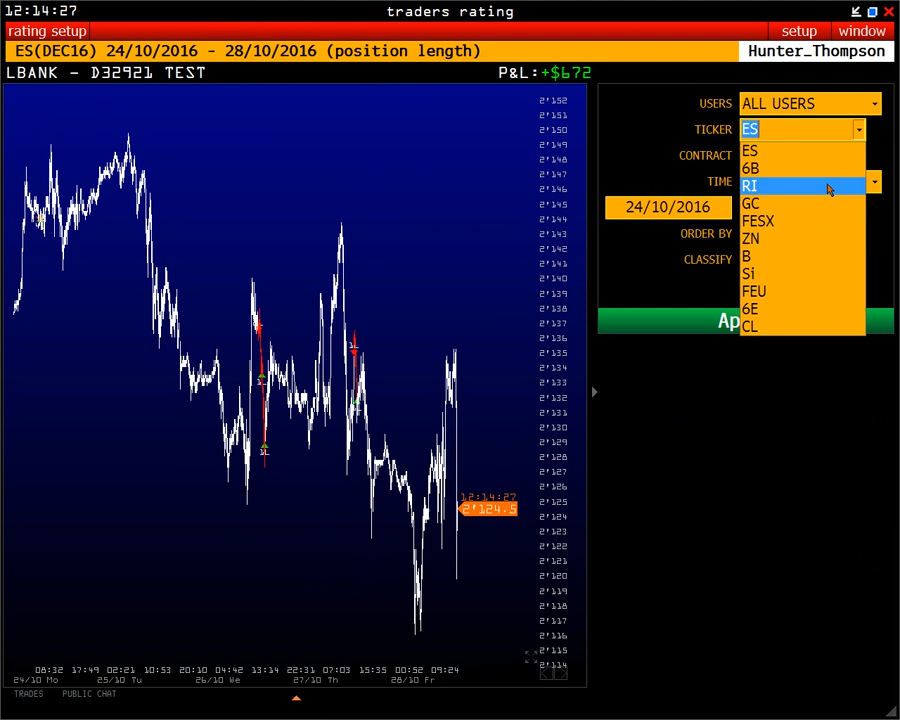 12:14:27 traders rating
rating setup setup window
ES(DEC16) 24/10/2016 - 28/10/2016 (position length) Hunter_Thompson
LBANK - D32921 TEST P&L:+$672
2'152
2'151
2'150
2'149
2'148
2'147
2'146
2'145
2'144
2'143
2'142
2'141
2'140
2'139
2'138
2'137
2'136
2'135
2'134
2'133
2'132
2'131
2'130
2'129
2'128
2'127
2'126
2'125
2'124
2'123
2'122
2'121
2'120
2'119
2'118
2'117
2'116
2'115
2'114
1L
1L
1L
12:14:27
2'124.5
08:32 17:49 02:21 10:53 20:10 04:42 13:14 22:31 07:03 15:35 00:52 09:24
24/10 Mo 25/10 Tu 26/10 We 27/10 Th 28/10 Fr
TRADES PUBLIC CHAT
USERS ALL USERS
TICKER ES
CONTRACT
TIME
24/10/2016
ORDER BY
CLASSIFY
Ap
ES
6B
RI
GC
FESX
ZN
B
Si
FEU
6E
CL